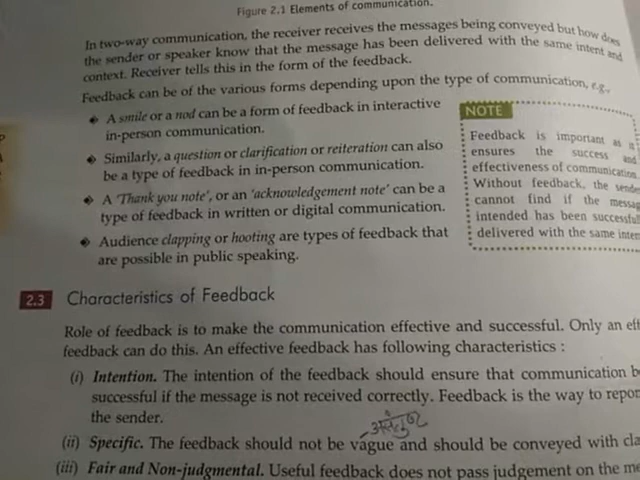 Figure 2.1 Elements of communication.
In two-way communication, the receiver receives the messages being conveyed but how does
the sender or speaker know that the message has been delivered with the same intent and
context. Receiver tells this in the form of the feedback.
Feedback can be of the various forms depending upon the type of communication, e.g.,
A smile or a nod can be a form of feedback in interactive
in-person communication.
Similarly, a question or clarification or reiteration can also
be a type of feedback in in-person communication.
A 'Thank you note', or an 'acknowledgement note' can be a
type of feedback in written or digital communication.
Audience clapping or hooting are types of feedback that
are possible in public speaking.
NOTE
Feedback is important as it
ensures the success and
effectiveness of communication.
Without feedback, the sender
cannot find if the messag
intended has been successful
delivered with the same inten
2.3 Characteristics of Feedback
Role of feedback is to make the communication effective and successful. Only an eff
feedback can do this. An effective feedback has following characteristics :
(i) Intention. The intention of the feedback should ensure that communication b
successful if the message is not received correctly. Feedback is the way to repor
the sender.
(ii) Specific. The feedback should not be vague and should be conveyed with cla
(iii) Fair and Non-judgmental. Useful feedback does not pass judgement on the me